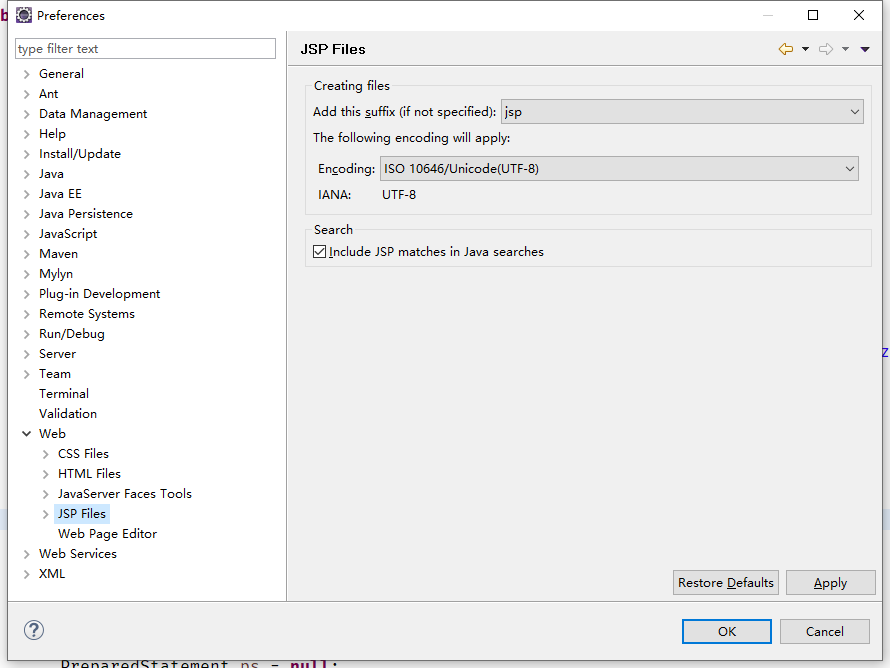 b
Preferences
type filter text
General
Ant
Data Management
Help
Install/Update
Java
Java EE
Java Persistence
JavaScript
Maven
Mylyn
Plug-in Development
Remote Systems
Run/Debug
Server
Team
Terminal
Validation
Web
CSS Files
HTML Files
JavaServer Faces Tools
JSP Files
Web Page Editor
Web Services
XML
JSP Files
Creating files
Add this suffix (if not specified): jsp
The following encoding will apply:
Encoding: ISO 10646/Unicode(UTF-8)
IANA: UTF-8
Search
Include JSP matches in Java searches
Restore Defaults Apply
? OK Cancel
z
PreparedStatement ps = null;